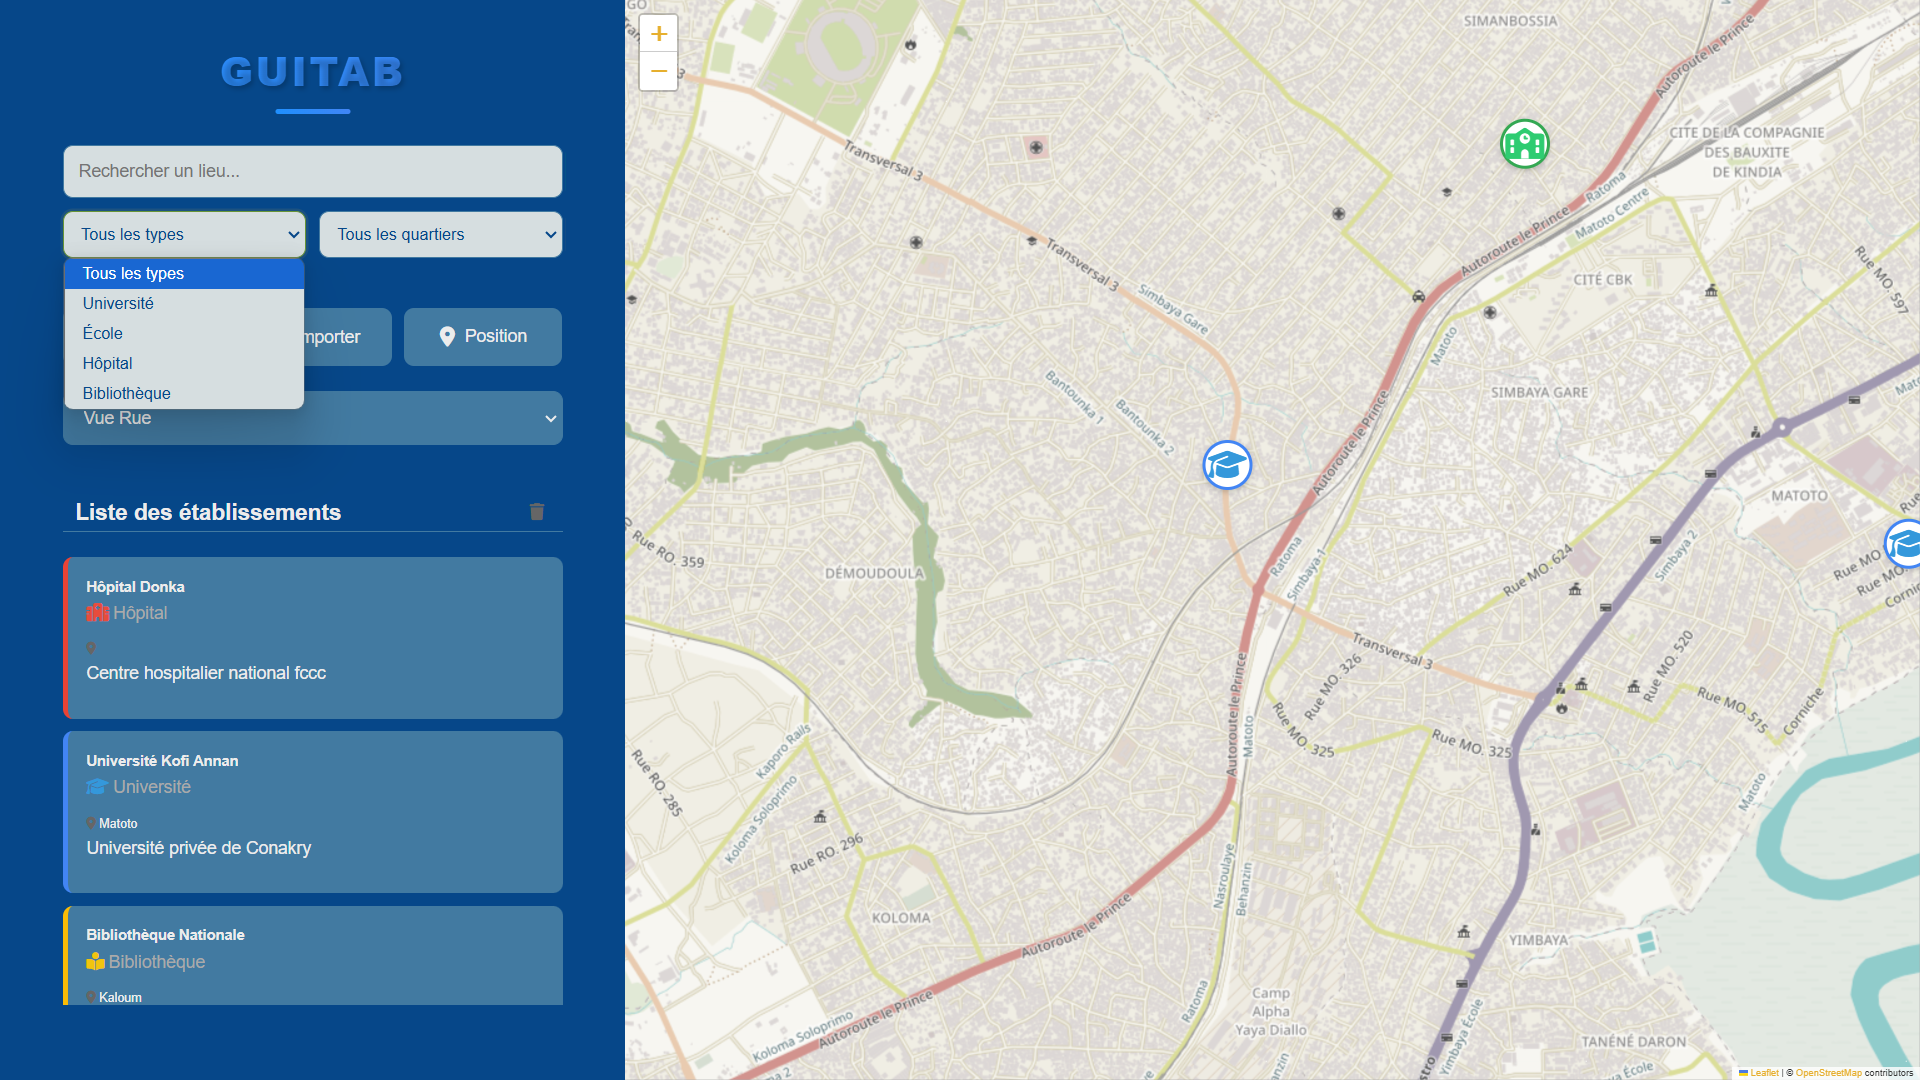 GUITAB
Rechercher un lieu...
Tous les types
Tous les quartiers
Tous les types
Université
École
Hôpital
Bibliothèque
Position
Vue Rue
Liste des établissements
Hôpital Donka
Hôpital
Centre hospitalier national fccc
Université Kofi Annan
Université
Matoto
Université privée de Conakry
Bibliothèque Nationale
Bibliothèque
Kaloum
+
−
SIMANBOSSIA
Autoroute le Prince
CITE DE LA COMPAGNIE
DES BAUXITE
DE KINDIA
Transversal 3
Ratoma
Matoto Centre
Autoroute le Prince
Transversal 3
Simbaya Gare
CITÉ CBK
Rue MO. 597
Matoto
Bantounka 1
Bantounka 2
SIMBAYA GARE
Autoroute le Prince
MATOTO
Rue RO. 359
DÉMOUDOULA
Ratoma
Simbaya 1
Rue MO. 624
Simbaya 2
Rue MO
Rue MO.
Transversal 3
Rue MO. 326
Rue MO. 520
Rue MO. 515
Corniche
Autoroute le Prince
Matoto
Rue MO. 325
Rue MO. 325
Kaporo Rails
Koloma Soloprimo
Rue RO. 285
Rue RO. 296
Matoto
Nasroulaye
Behanzin
KOLOMA
Autoroute le Prince
YIMBAYA
Camp
Alpha
Yaya Diallo
Ratoma
Koloma Soloprimo
Autoroute le Prince
Simbaya École
TANÉNÉ DARON
Leaflet | © OpenStreetMap contributors